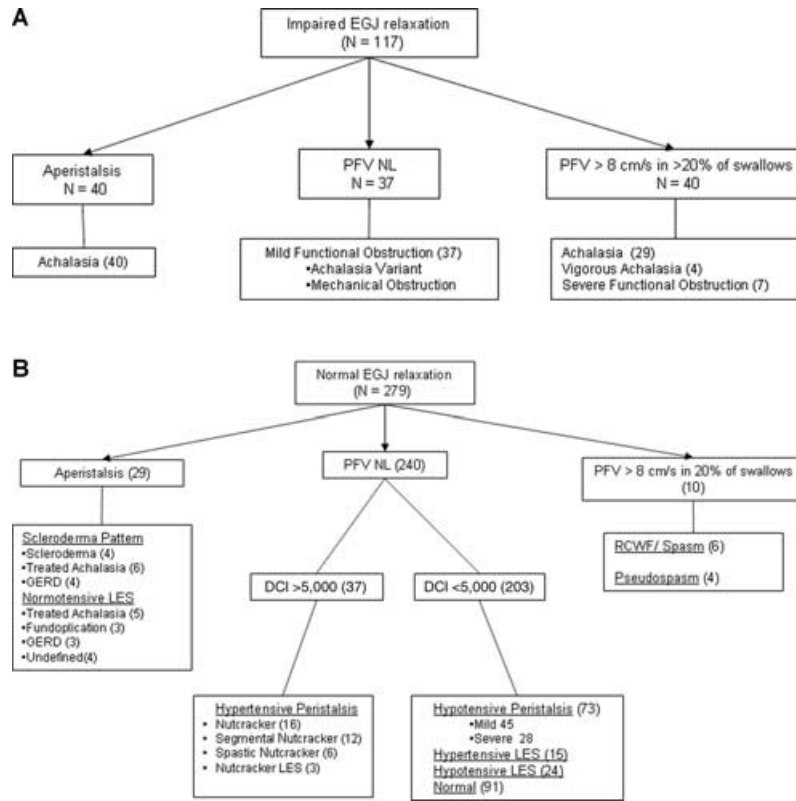 A
Impaired EGJ relaxation
(N = 117)
Aperistalsis
N = 40
PFV NL
N = 37
PFV > 8 cm/s in >20% of swallows
N = 40
Achalasia (40)
Mild Functional Obstruction (37)
•Achalasia Variant
•Mechanical Obstruction
Achalasia (29)
Vigorous Achalasia (4)
Severe Functional Obstruction (7)
B
Normal EGJ relaxation
(N = 279)
Aperistalsis (29)
PFV NL (240)
PFV > 8 cm/s in 20% of swallows
(10)
Scleroderma Pattern
•Scleroderma (4)
•Treated Achalasia (6)
•GERD (4)
Normotensive LES
•Treated Achalasia (5)
•Fundoplication (3)
•GERD (3)
•Undefined(4)
RCWF/ Spasm (6)
Pseudospasm (4)
DCI >5,000 (37)
DCI <5,000 (203)
Hypertensive Peristalsis
• Nutcracker (16)
• Segmental Nutcracker (12)
• Spastic Nutcracker (6)
• Nutcracker LES (3)
Hypotensive Peristalsis (73)
•Mild 45
•Severe 28
Hypertensive LES (15)
Hypotensive LES (24)
Normal (91)